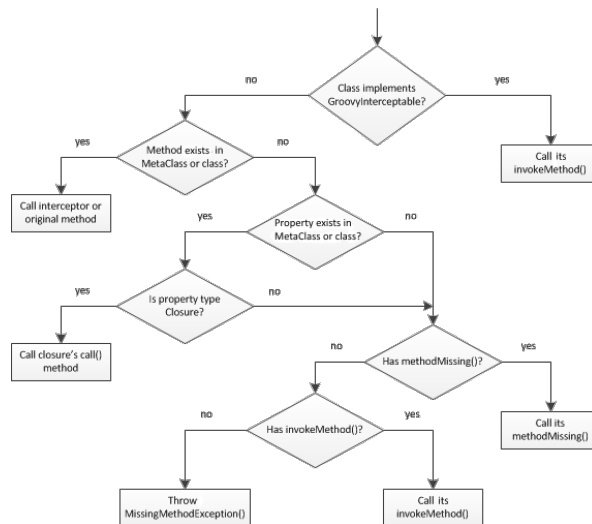 no
Class implements
GroovyInterceptable?
yes
yes
Method exists in
MetaClass or class?
no
Call its
invokeMethod()
Call interceptor or
original method
yes
Property exists in
MetaClass or class?
no
yes
Is property type
Closure?
no
Call closure's call()
method
no
Has methodMissing()?
yes
no
Has invokeMethod()?
yes
Call its
methodMissing()
Throw
MissingMethodException()
Call its
invokeMethod()